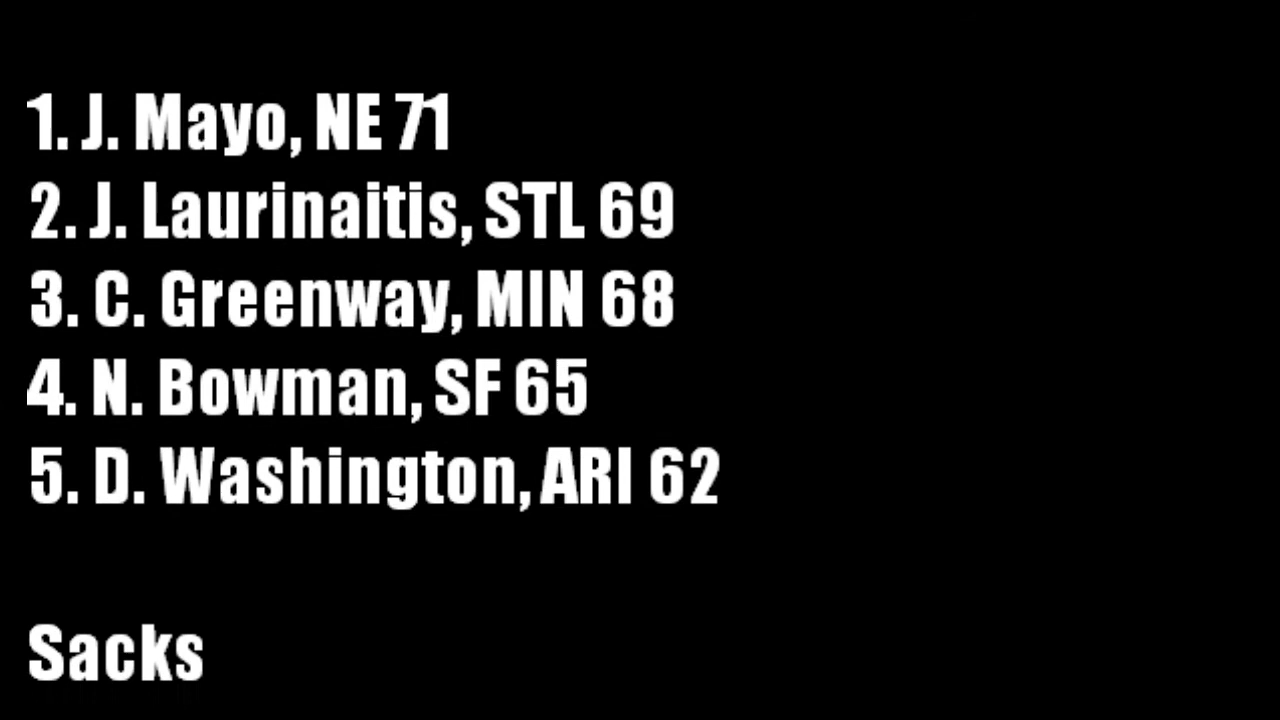 1. J. Mayo, NE 71
2. J. Laurinaitis, STL 69
3. C. Greenway, MIN 68
4. N. Bowman, SF 65
5. D. Washington, ARI 62
Sacks